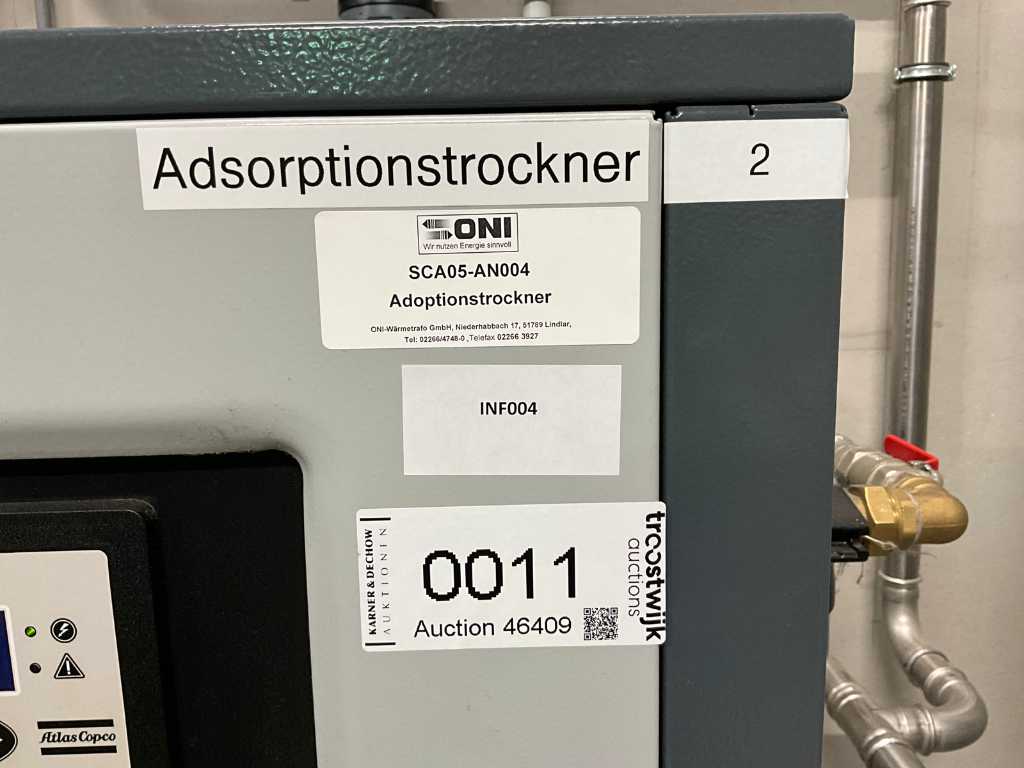 Adsorptionstrockner
2
ONI
Wir nutzen Energie sinnvoll
SCA05-AN004
Adoptionstrockner
ONI-Wärmetrafo GmbH, Niederhabbach 17, 51789 Lindlar,
Tel: 02266/4748-0 ,Telefax 02266 3927
INF004
KARNER & DECHOW
AUKTIONEN
0011
Auction 46409
troostwijk
auctions
Atlas Copco